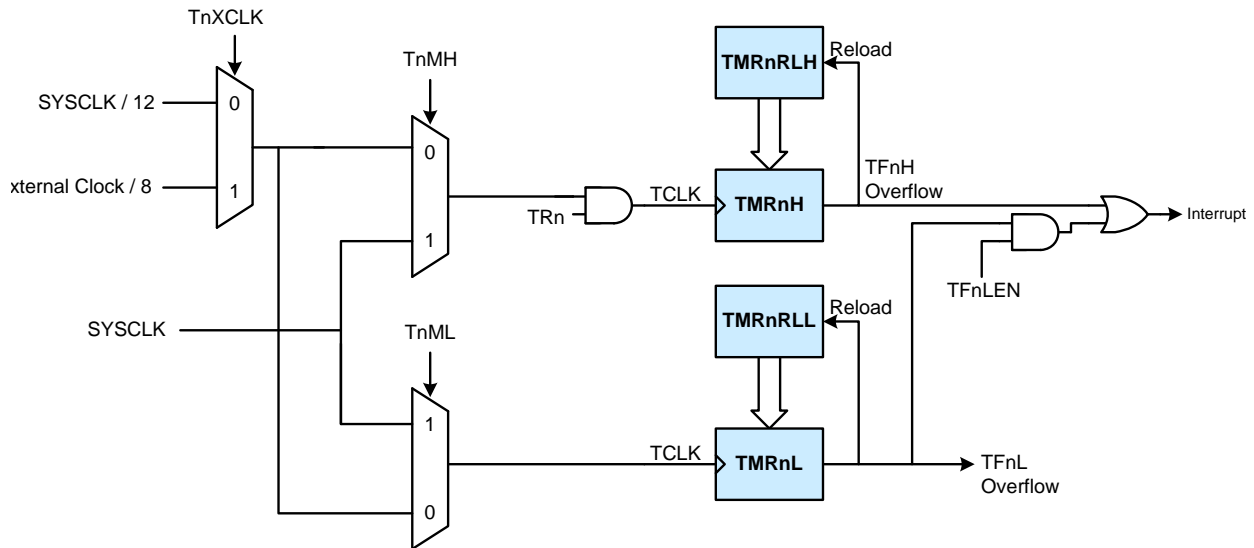 TnXCLK
TnMH
SYSCLK / 12
0
xternal Clock / 8
1
0
1
TRn
TCLK
TMRnRLH
Reload
TMRnH
TFnH
Overflow
Interrupt
TFnLEN
SYSCLK
TnML
1
0
TCLK
TMRnRLL
Reload
TMRnL
TFnL
Overflow